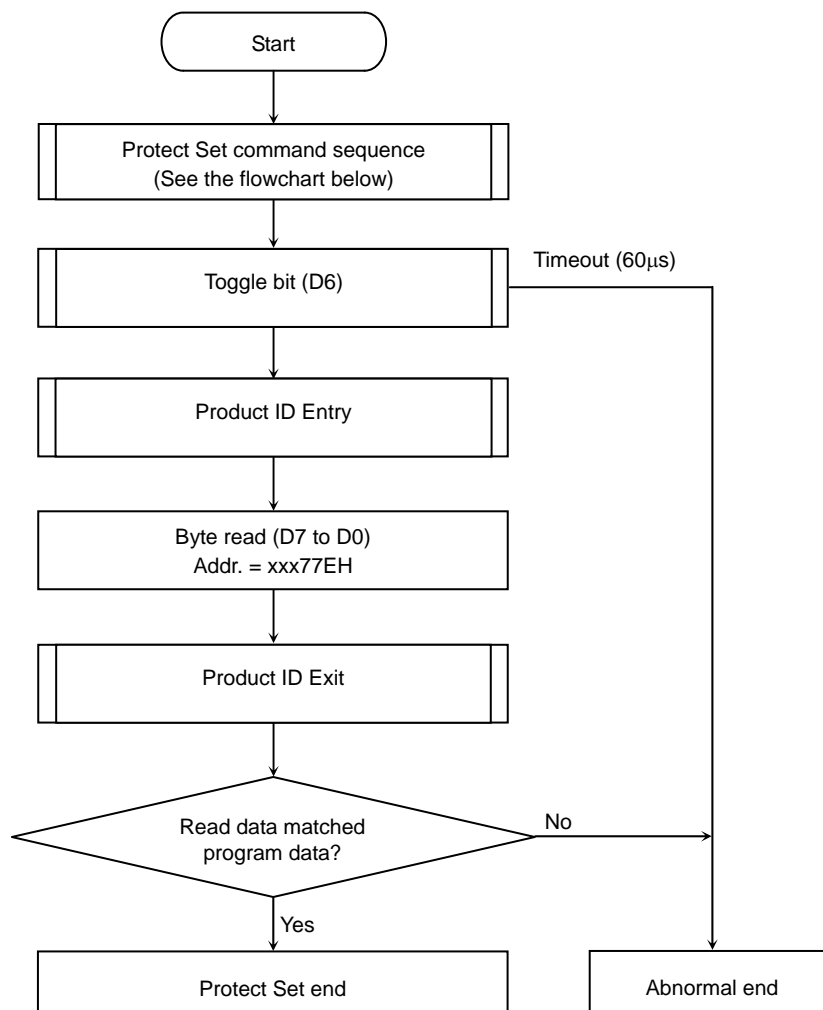 Start
Protect Set command sequence
(See the flowchart below)
Timeout (60μs)
Toggle bit (D6)
Product ID Entry
Byte read (D7 to D0)
Addr. = xxx77EH
Product ID Exit
Read data matched
program data?
No
Yes
Protect Set end
Abnormal end